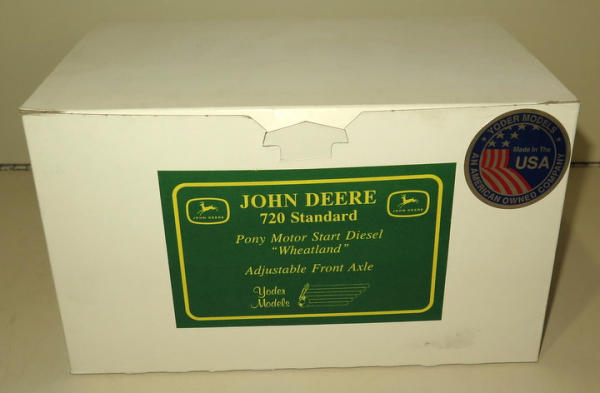 YODER MODELS
Made In The
USA
AN AMERICAN OWNED COMPANY
JOHN DEERE
720 Standard
JOHN DEERE
JOHN DEERE
Pony Motor Start Diesel
"Wheatland"
Adjustable Front Axle
Yoder
Models